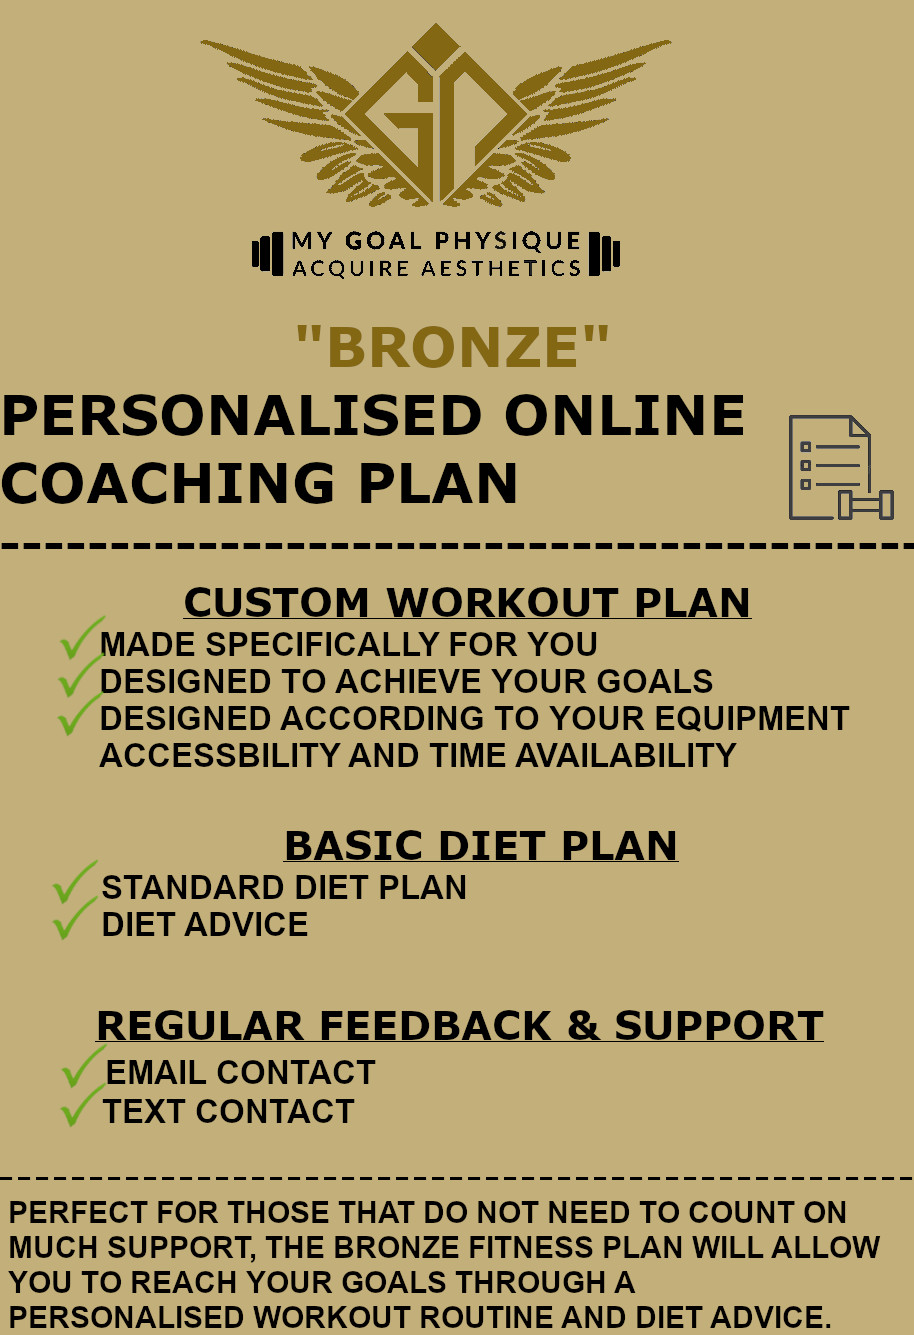 MY GOAL PHYSIQUE
ACQUIRE AESTHETICS
"BRONZE"
PERSONALISED ONLINE
COACHING PLAN
CUSTOM WORKOUT PLAN
MADE SPECIFICALLY FOR YOU
DESIGNED TO ACHIEVE YOUR GOALS
DESIGNED ACCORDING TO YOUR EQUIPMENT
ACCESSBILITY AND TIME AVAILABILITY
BASIC DIET PLAN
STANDARD DIET PLAN
DIET ADVICE
REGULAR FEEDBACK & SUPPORT
EMAIL CONTACT
TEXT CONTACT
PERFECT FOR THOSE THAT DO NOT NEED TO COUNT ON
MUCH SUPPORT, THE BRONZE FITNESS PLAN WILL ALLOW
YOU TO REACH YOUR GOALS THROUGH A
PERSONALISED WORKOUT ROUTINE AND DIET ADVICE.